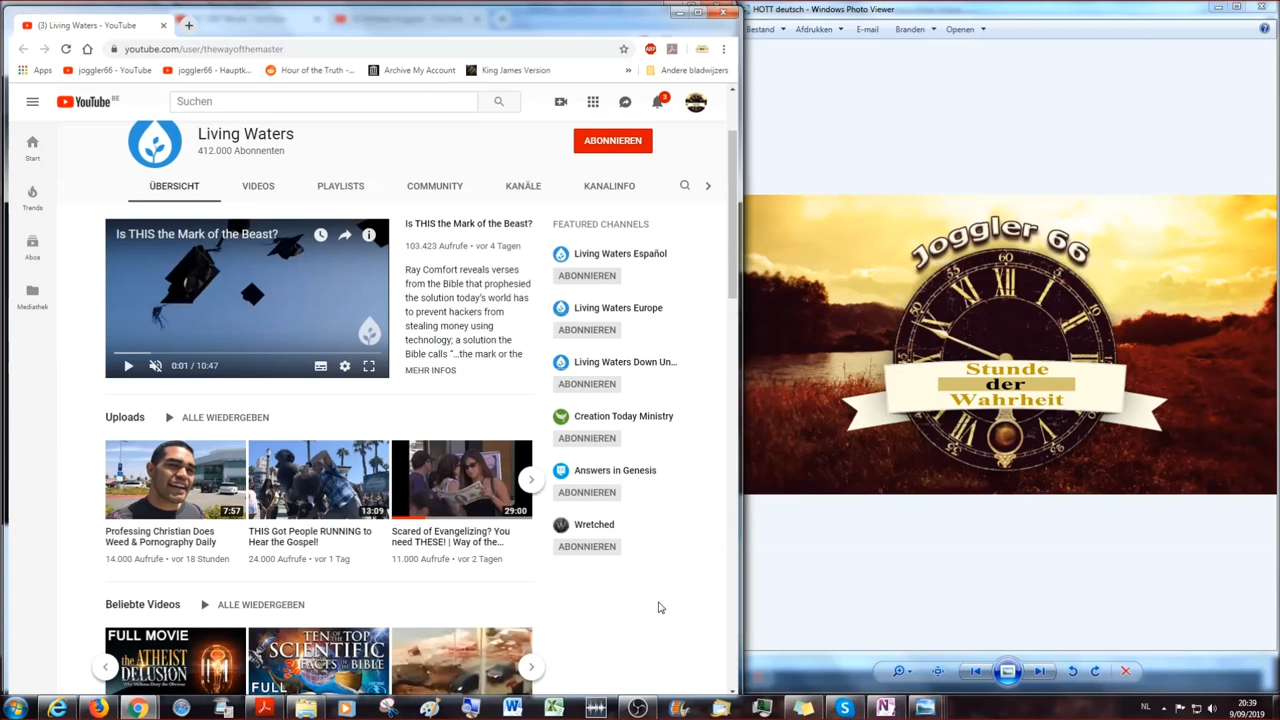 (3) Living Waters - YouTube
youtube.com/user/thewayofthemaster
ABP
Apps
joggler66 - YouTube
joggler66 - Hauptk...
Hour of the Truth -...
Archive My Account
King James Version
»
Andere bladwijzers
YouTube BE
Suchen
3
Start
Trends
Abos
Mediathek
Living Waters
412.000 Abonnenten
ABONNIEREN
ÜBERSICHT
VIDEOS
PLAYLISTS
COMMUNITY
KANÄLE
KANALINFO
Is THIS the Mark of the Beast?
0:01 / 10:47
Is THIS the Mark of the Beast?
103.423 Aufrufe • vor 4 Tagen
Ray Comfort reveals verses
from the Bible that prophesied
the solution today's world has
to prevent hackers from
stealing money using
technology; a solution the
Bible calls "...the mark or the
MEHR INFOS
FEATURED CHANNELS
Living Waters Español
ABONNIEREN
Living Waters Europe
ABONNIEREN
Living Waters Down Un...
ABONNIEREN
Creation Today Ministry
ABONNIEREN
Answers in Genesis
ABONNIEREN
Wretched
ABONNIEREN
Uploads
ALLE WIEDERGEBEN
7:57
Professing Christian Does
Weed & Pornography Daily
14.000 Aufrufe • vor 18 Stunden
13:09
THIS Got People RUNNING to
Hear the Gospel!
24.000 Aufrufe • vor 1 Tag
29:00
Scared of Evangelizing? You
need THESE! | Way of the...
11.000 Aufrufe • vor 2 Tagen
Beliebte Videos
ALLE WIEDERGEBEN
FULL MOVIE
the ATHEIST
DELUSION
TEN OF THE TOP
SCIENTIFIC
FACTS IN THE BIBLE
FULL
HOTT deutsch - Windows Photo Viewer
Bestand
Afdrukken
E-mail
Branden
Openen
Joggler 66
60
55
5
XII
Stunde
der
Wahrheit
NL
20:39
9/09/2019